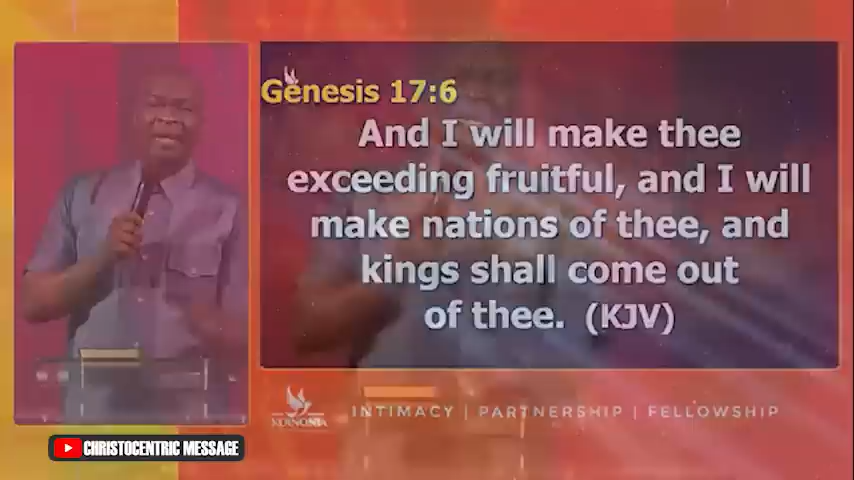 Genesis 17:6
And I will make thee
exceeding fruitful, and I will
make nations of thee, and
kings shall come out
of thee. (KJV)
KOINONIA
INTIMACY | PARTNERSHIP | FELLOWSHIP
CHRISTOCENTRIC MESSAGE